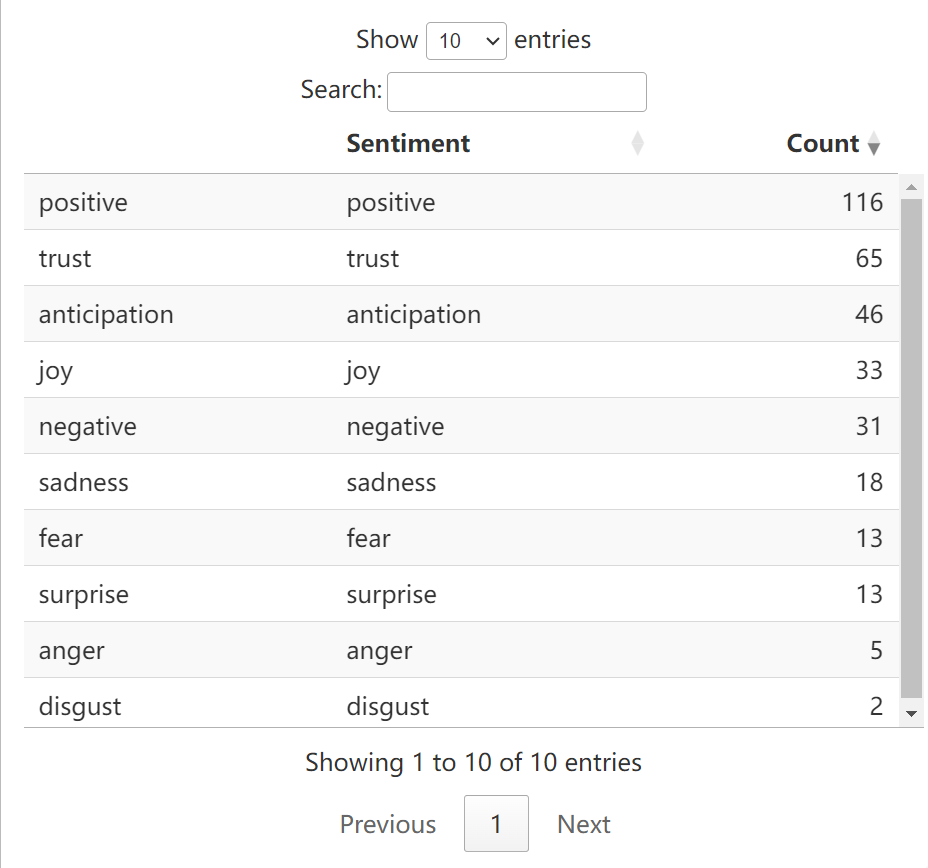 Show 10 entries
Search:
Sentiment Count
positive positive 116
trust trust 65
anticipation anticipation 46
joy joy 33
negative negative 31
sadness sadness 18
fear fear 13
surprise surprise 13
anger anger 5
disgust disgust 2
Showing 1 to 10 of 10 entries
Previous 1 Next